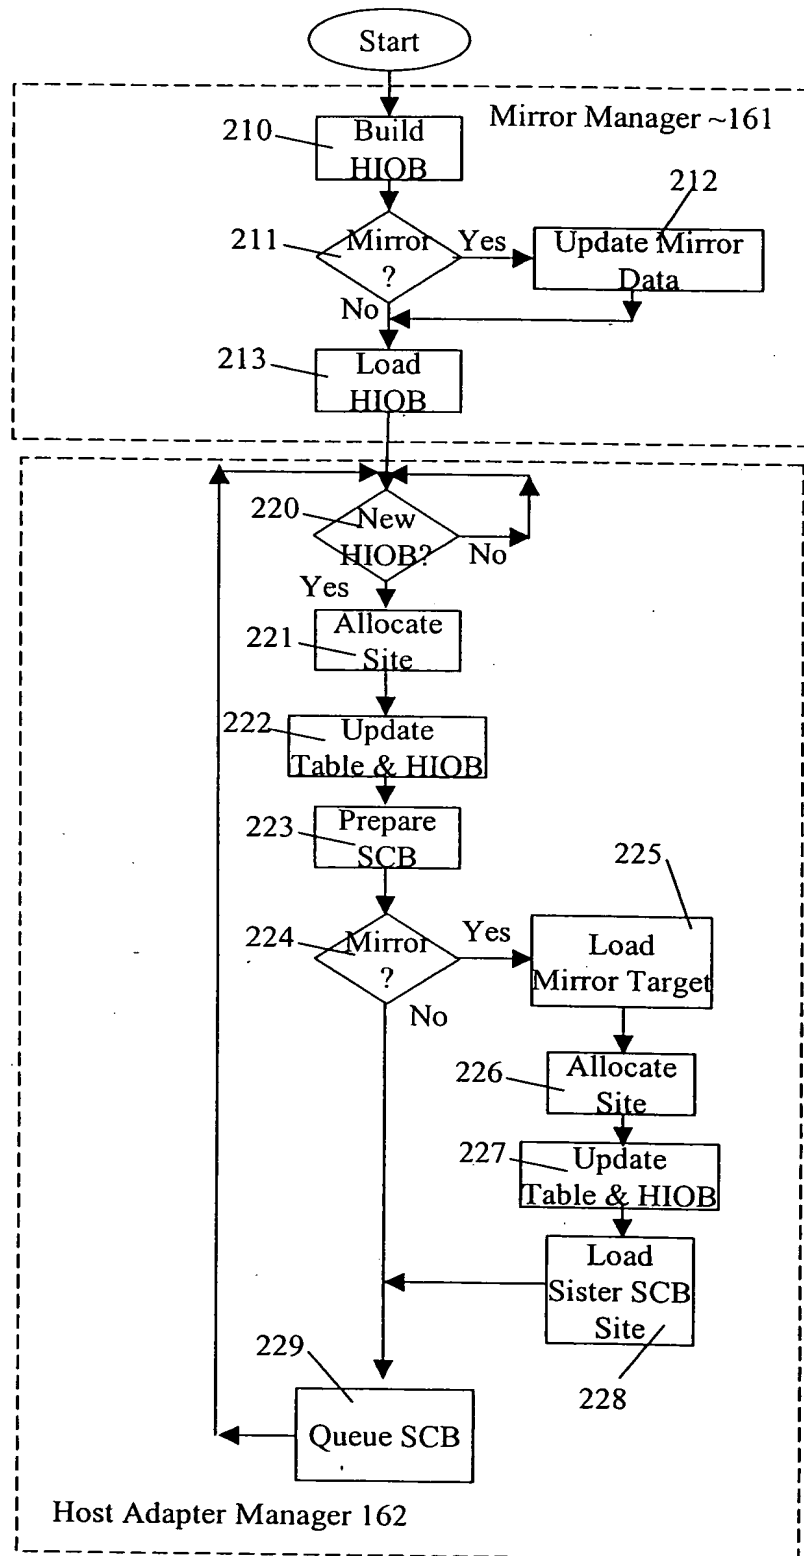 Start
Mirror Manager ~161
210
Build
HIOB
212
211
Mirror
?
Yes
Update Mirror
Data
No
213
Load
HIOB
220
New
HIOB?
No
Yes
221
Allocate
Site
222
Update
Table & HIOB
223
Prepare
SCB
225
224
Mirror
?
Yes
Load
Mirror Target
No
226
Allocate
Site
227
Update
Table & HIOB
Load
Sister SCB
Site
229
228
Queue SCB
Host Adapter Manager 162